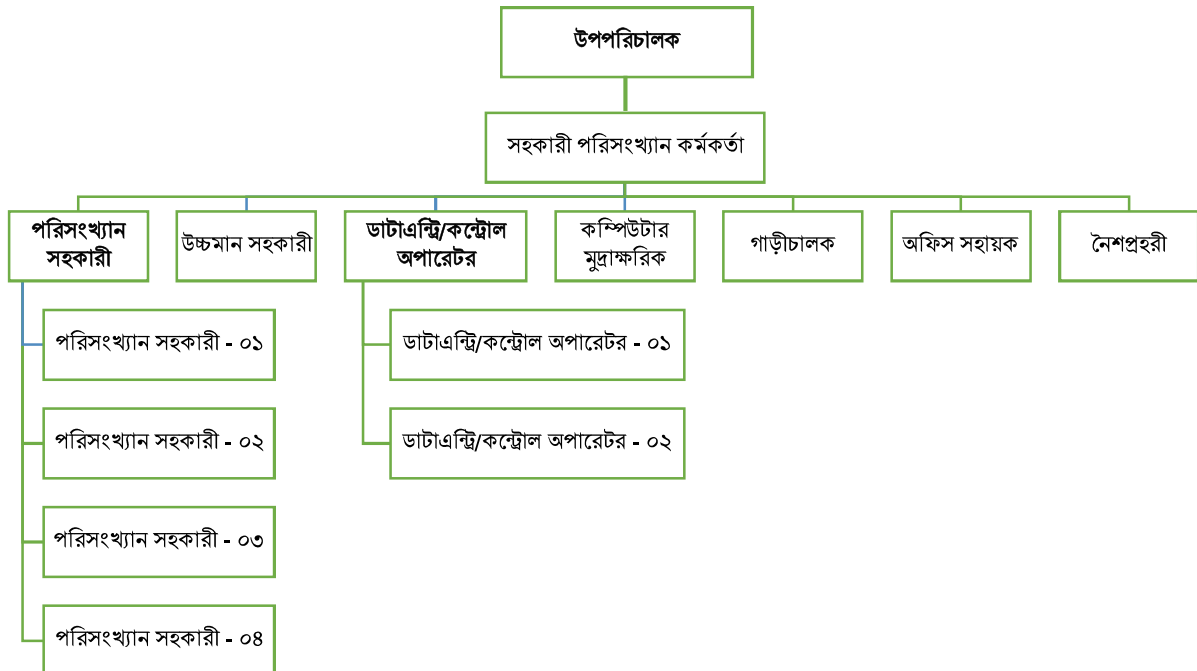 উপপরিচালক
সহকারী পরিসংখ্যান কর্মকর্তা
পরিসংখ্যান
সহকারী
উচ্চমান সহকারী
ডাটাএন্ট্রি/কন্ট্রোল
অপারেটর
কম্পিউটার
মুদ্রাক্ষরিক
গাড়ীচালক
অফিস সহায়ক
নৈশপ্রহরী
পরিসংখ্যান সহকারী - ০১
পরিসংখ্যান সহকারী - ০২
পরিসংখ্যান সহকারী - ০৩
পরিসংখ্যান সহকারী - ০৪
ডাটাএন্ট্রি/কন্ট্রোল অপারেটর - ০১
ডাটাএন্ট্রি/কন্ট্রোল অপারেটর - ০২